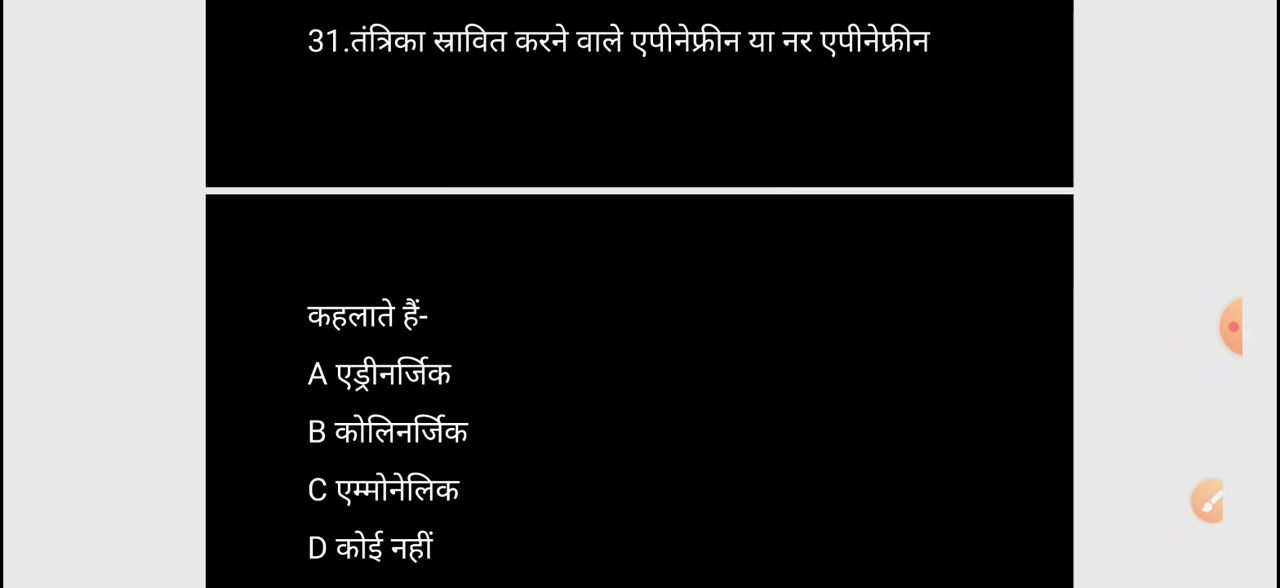 31.तंत्रिका स्रावित करने वाले एपीनेफ्रीन या नर एपीनेफ्रीन
कहलाते हैं-
A एड्रीनर्जिक
B कोलिनर्जिक
C एम्मोनेलिक
D कोई नहीं